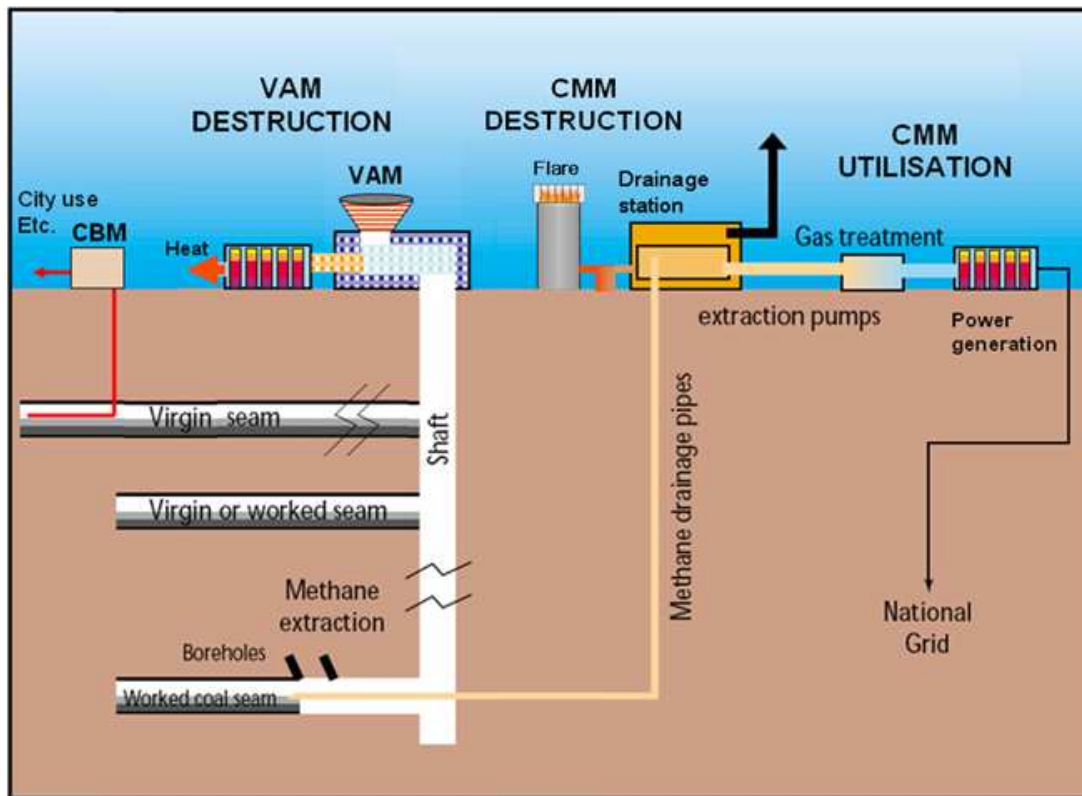 VAM
DESTRUCTION
CMM
DESTRUCTION
CMM
UTILISATION
City use
Etc.
CBM
Heat
VAM
Flare
Drainage
station
Gas treatment
extraction pumps
Power
generation
Virgin seam
Shaft
Methane drainage pipes
Virgin or worked seam
Methane
extraction
Boreholes
Worked coal seam
National
Grid